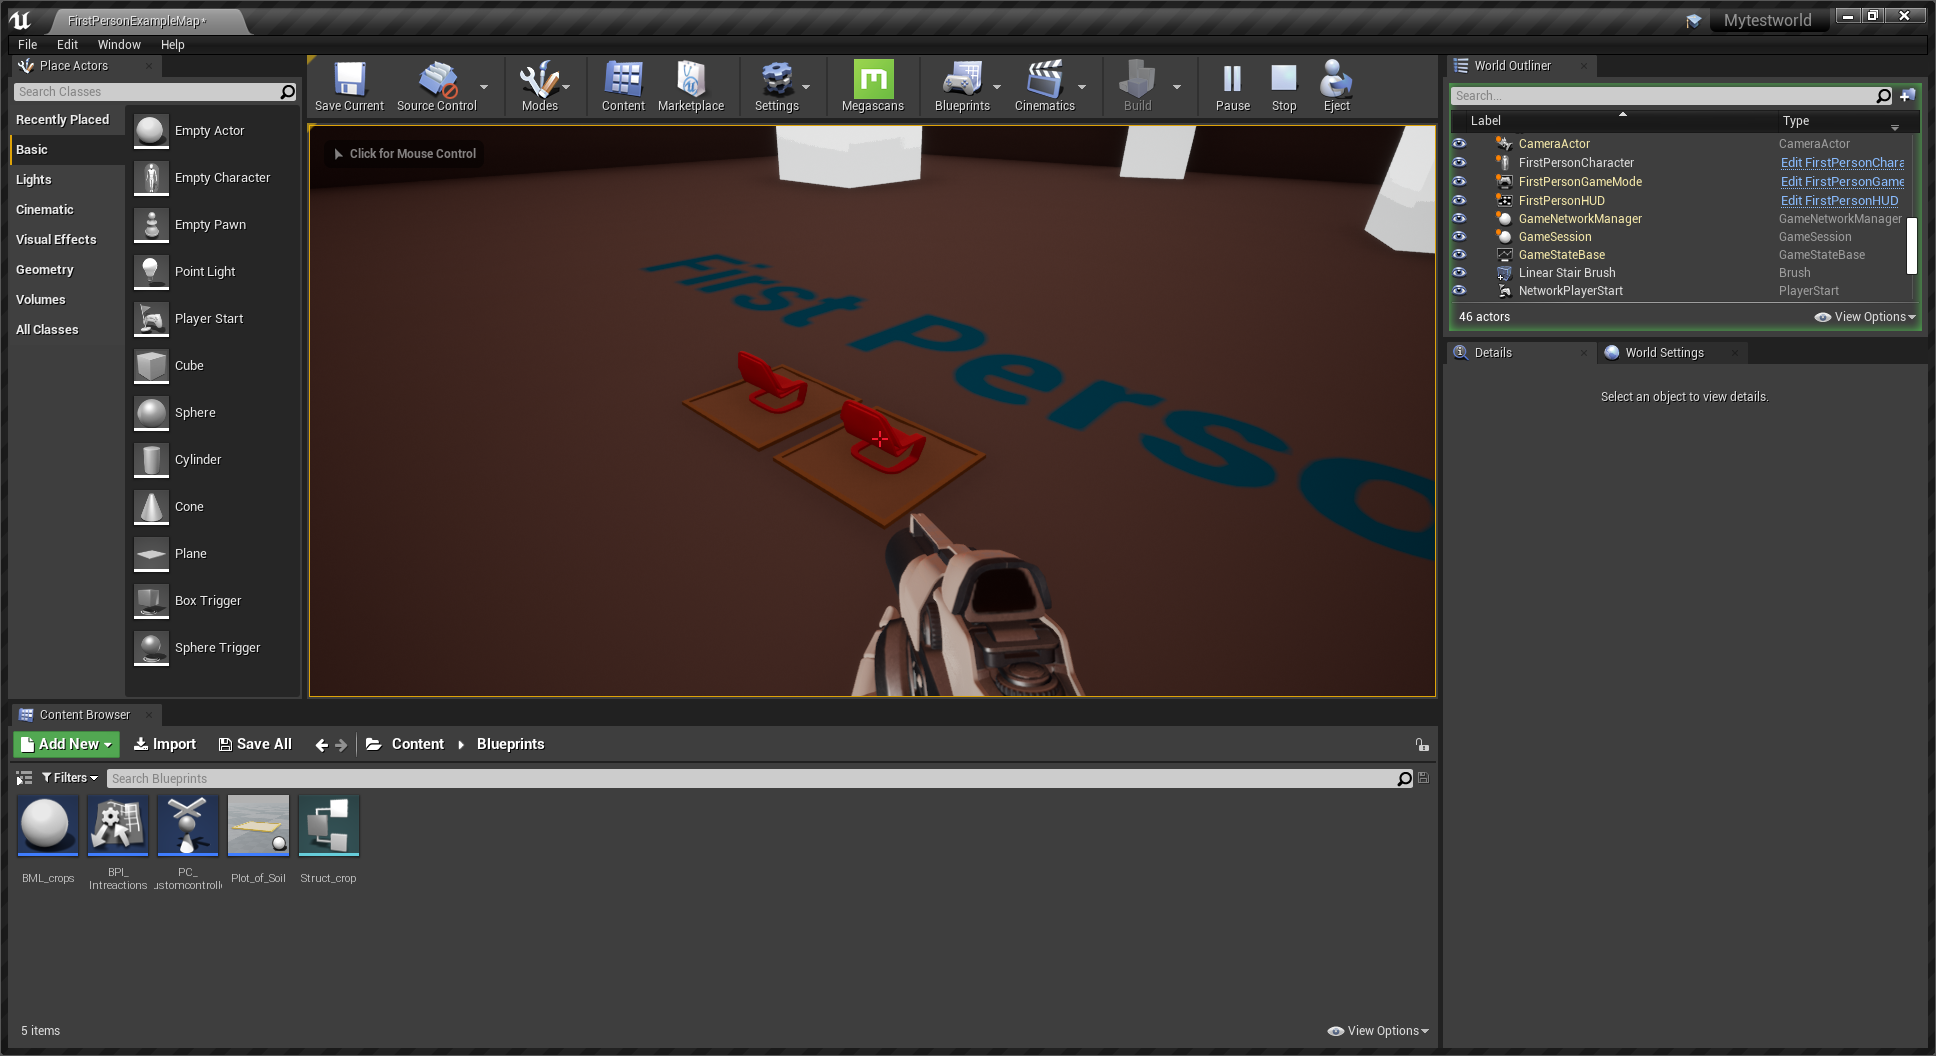 FirstPersonExampleMap*
Mytestworld
File Edit Window Help
Place Actors
Search Classes
Recently Placed
Basic
Lights
Cinematic
Visual Effects
Geometry
Volumes
All Classes
Empty Actor
Empty Character
Empty Pawn
Point Light
Player Start
Cube
Sphere
Cylinder
Cone
Plane
Box Trigger
Sphere Trigger
Save Current Source Control Modes Content Marketplace Settings Megascans Blueprints Cinematics Build Pause Stop Eject
Click for Mouse Control
First Perso
World Outliner
Search...
Label Type
CameraActor CameraActor
FirstPersonCharacter Edit FirstPersonChara
FirstPersonGameMode Edit FirstPersonGame
FirstPersonHUD Edit FirstPersonHUD
GameNetworkManager GameNetworkManager
GameSession GameSession
GameStateBase GameStateBase
Linear Stair Brush Brush
NetworkPlayerStart PlayerStart
46 actors View Options
Details World Settings
Select an object to view details.
Content Browser
Add New Import Save All Content Blueprints
Filters Search Blueprints
BML_crops
BPI_
Intreactions
PC_
ustomcontroll
Plot_of_Soil
Struct_crop
5 items View Options